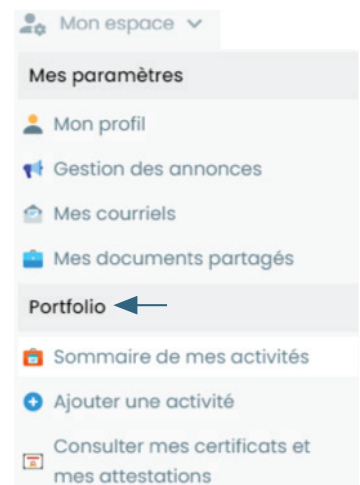 Mon espace
Mes paramètres
Mon profil
Gestion des annonces
Mes courriels
Mes documents partagés
Portfolio
Sommaire de mes activités
Ajouter une activité
Consulter mes certificats et
mes attestations